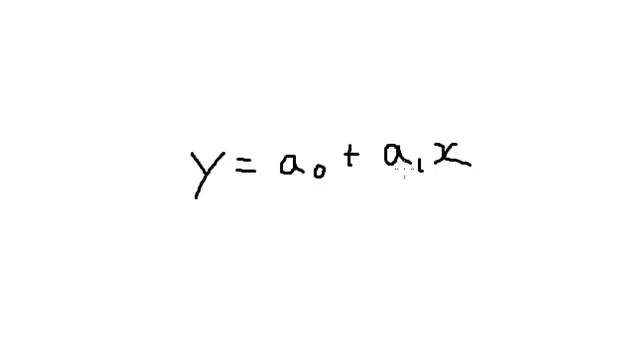 y = a₀ + a₁x